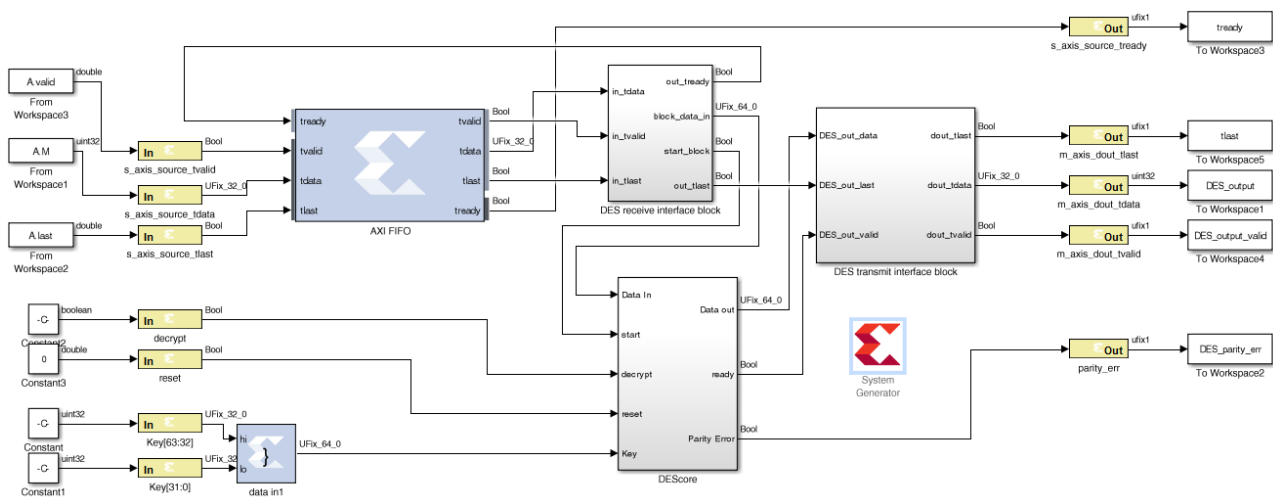 ufix1
Out
tready
s_axis_source_tready
To Workspace3
double
A.valid
From
Workspace3
uint32
A.M
From
Workspace1
double
A.last
From
Workspace2
In
Bool
s_axis_source_tvalid
In
UFix_32_0
s_axis_source_tdata
In
Bool
s_axis_source_tlast
tready
tvalid
tdata
tlast
tvalid
tdata
tlast
tready
AXI FIFO
Bool
UFix_32_0
Bool
Bool
in_tdata
in_tvalid
in_tlast
out_tready
block_data_in
start_block
out_tlast
DES receive interface block
Bool
UFix_64_0
Bool
Bool
DES_out_data
DES_out_last
DES_out_valid
dout_tlast
dout_tdata
dout_tvalid
DES transmit interface block
Bool
UFix_32_0
Bool
Out
ufix1
m_axis_dout_tlast
tlast
To Workspace5
Out
uint32
m_axis_dout_tdata
DES_output
To Workspace1
Out
ufix1
m_axis_dout_tvalid
DES_output_valid
To Workspace4
-C-
boolean
Constant2
In
Bool
decrypt
0
double
Constant3
In
Bool
reset
-C-
uint32
Constant
In
UFix_32_0
Key[63:32]
-C-
uint32
Constant1
In
UFix_32
Key[31:0]
hi
lo
}
data in1
UFix_64_0
Data In
start
decrypt
reset
Key
Data out
ready
Parity Error
DEScore
UFix_64_0
Bool
Bool
System
Generator
Out
ufix1
parity_err
DES_parity_err
To Workspace2